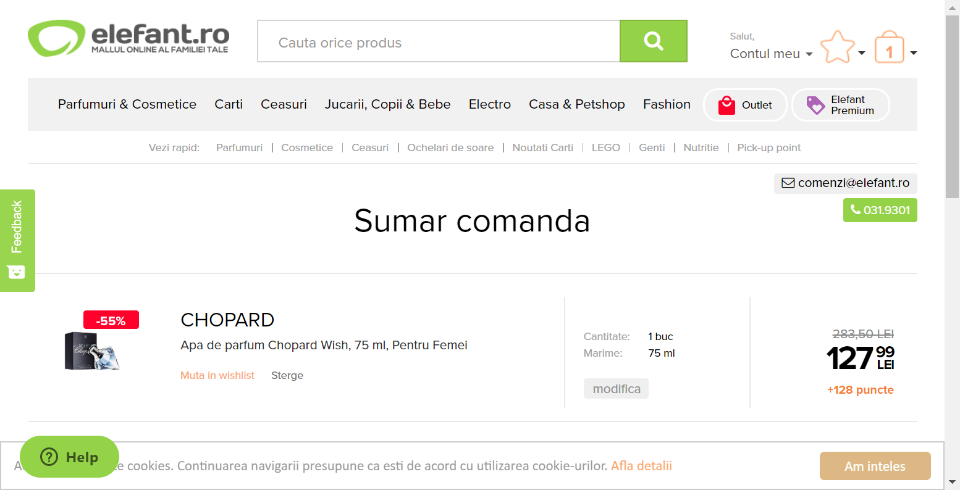 elefant.ro
MALLUL ONLINE AL FAMILIEI TALE
Cauta orice produs
Salut,
Contul meu
1
Parfumuri & Cosmetice Carti Ceasuri Jucarii, Copii & Bebe Electro Casa & Petshop Fashion Outlet Elefant Premium
Vezi rapid: Parfumuri | Cosmetice | Ceasuri | Ochelari de soare | Noutati Carti | LEGO | Genti | Nutritie | Pick-up point
comenzi@elefant.ro
031.9301
Feedback
Sumar comanda
-55%
CHOPARD
Apa de parfum Chopard Wish, 75 ml, Pentru Femei
Muta in wishlist Sterge
Cantitate: 1 buc
Marime: 75 ml
modifica
283,50 LEI
127 99 LEI
+128 puncte
Help
cookies. Continuarea navigarii presupune ca esti de acord cu utilizarea cookie-urilor. Afla detalii
Am inteles